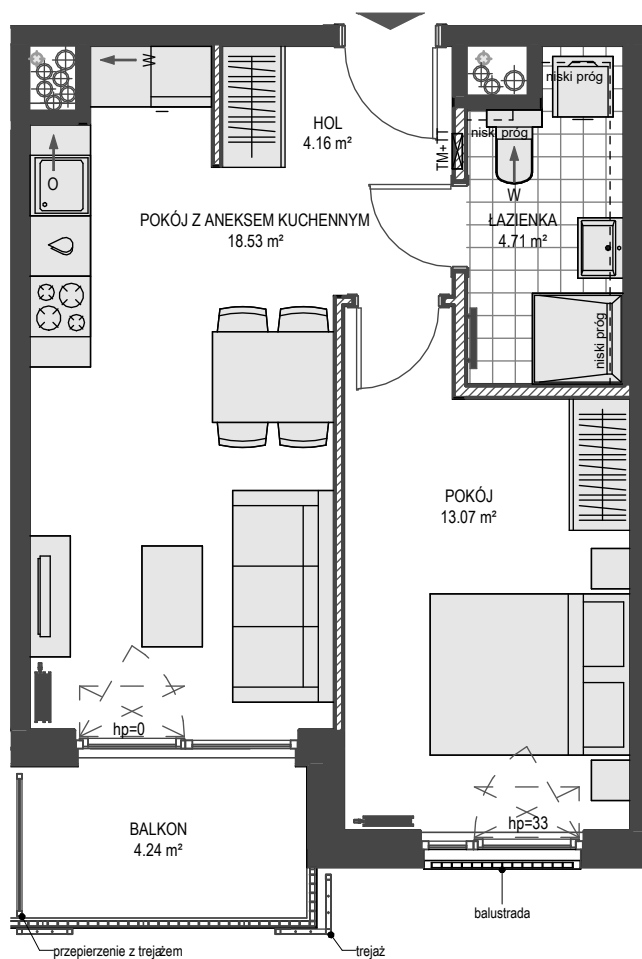 W
niski próg
HOL
4.16 m²
TM+TT
niski próg
W
POKÓJ Z ANEKSEM KUCHENNYM
18.53 m²
ŁAZIENKA
4.71 m²
niski próg
POKÓJ
13.07 m²
hp=0
hp=33
BALKON
4.24 m²
balustrada
przepierzenie z trejażem
trejaż